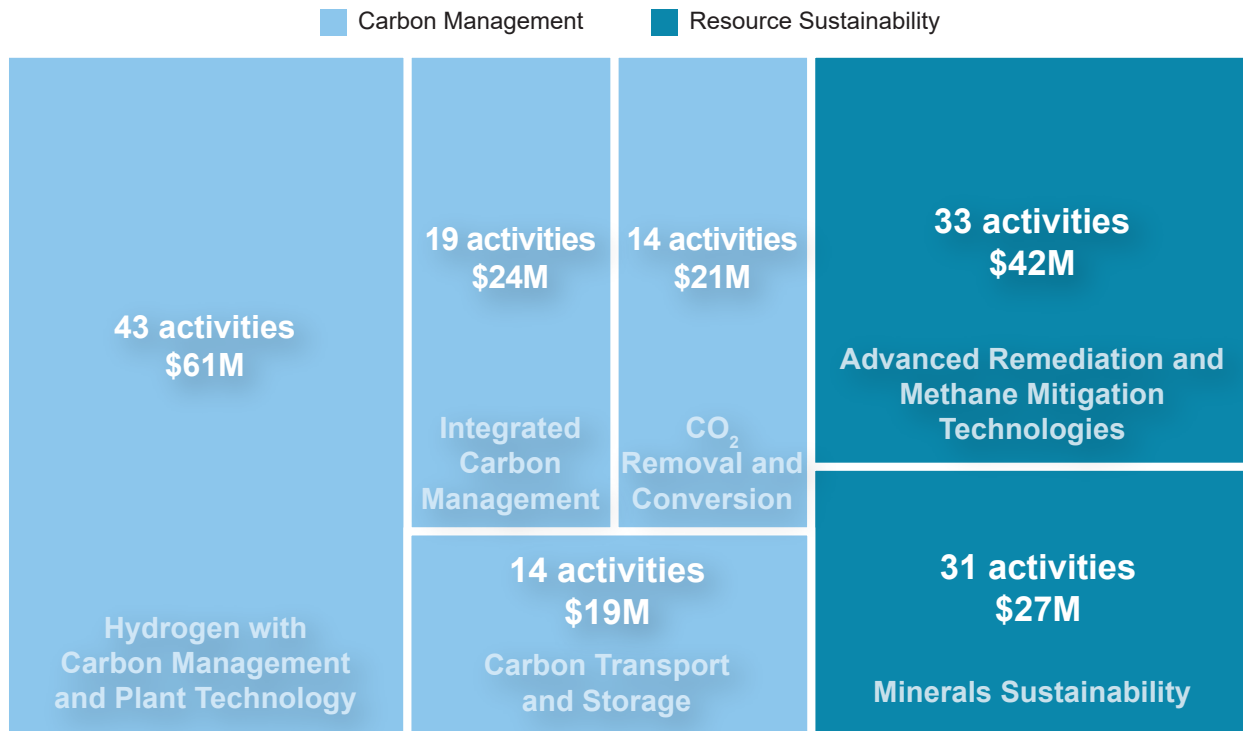 Carbon Management
Resource Sustainability
43 activities
$61M
Hydrogen with
Carbon Management
and Plant Technology
19 activities
$24M
Integrated
Carbon
Management
14 activities
$21M
CO2
Removal and
Conversion
14 activities
$19M
Carbon Transport
and Storage
33 activities
$42M
Advanced Remediation and
Methane Mitigation
Technologies
31 activities
$27M
Minerals Sustainability